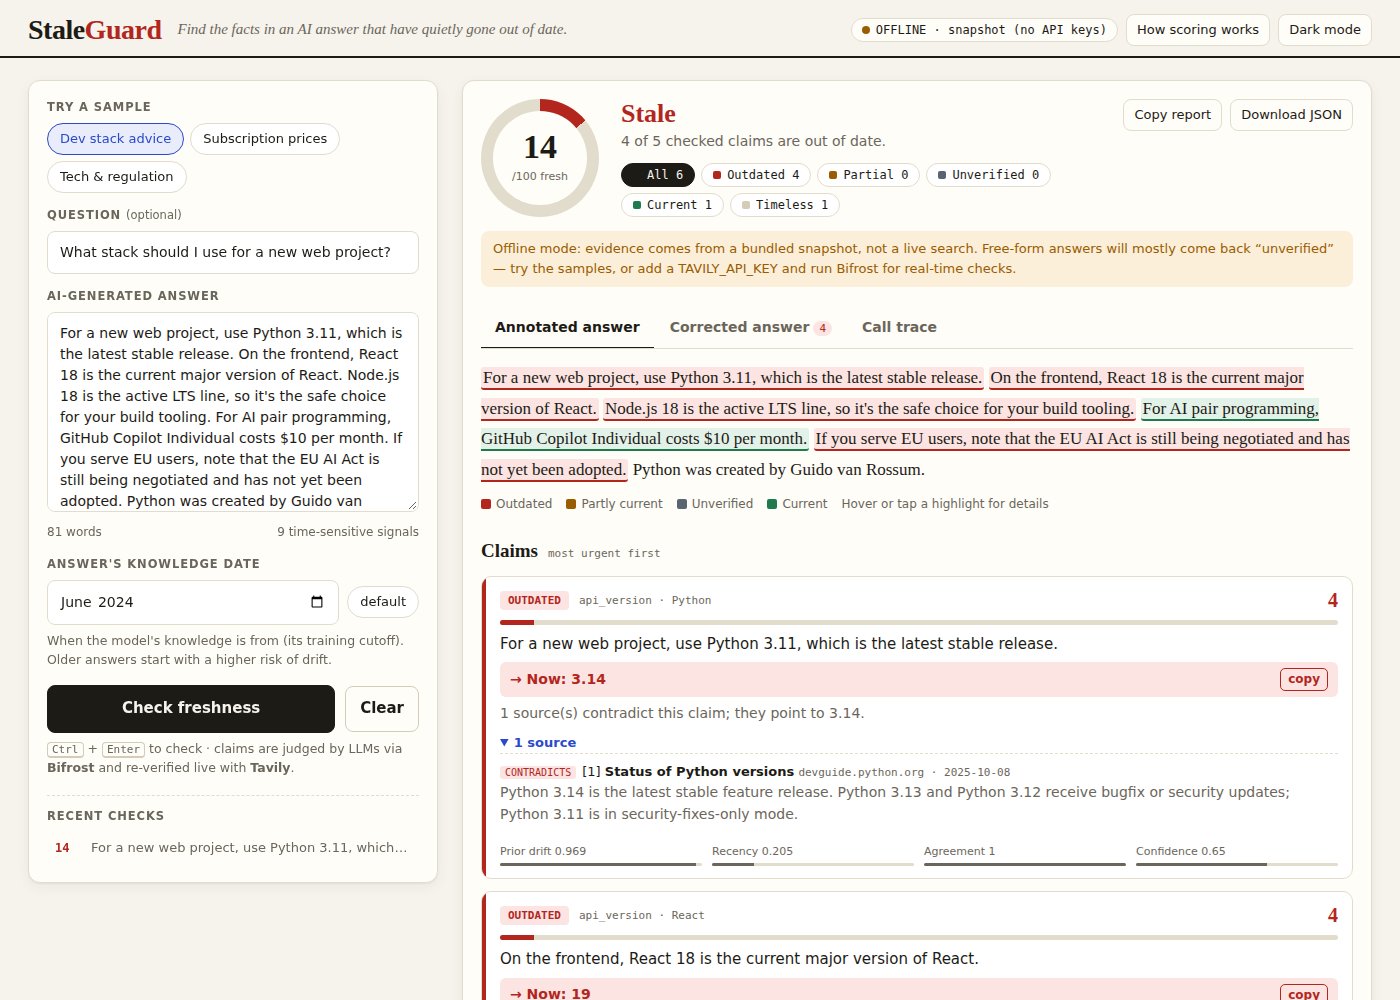 StaleGuard Find the facts in an AI answer that have quietly gone out of date. OFFLINE · snapshot (no API keys) How scoring works Dark mode
TRY A SAMPLE
Dev stack advice Subscription prices
Tech & regulation
QUESTION (optional)
What stack should I use for a new web project?
AI-GENERATED ANSWER
For a new web project, use Python 3.11, which is
the latest stable release. On the frontend, React
18 is the current major version of React. Node.js
18 is the active LTS line, so it's the safe choice
for your build tooling. For AI pair programming,
GitHub Copilot Individual costs $10 per month. If
you serve EU users, note that the EU AI Act is
still being negotiated and has not yet been
adopted. Python was created by Guido van
81 words 9 time-sensitive signals
ANSWER'S KNOWLEDGE DATE
June 2024 default
When the model's knowledge is from (its training cutoff).
Older answers start with a higher risk of drift.
Check freshness Clear
Ctrl + Enter to check · claims are judged by LLMs via
Bifrost and re-verified live with Tavily.
RECENT CHECKS
14 For a new web project, use Python 3.11, which...
14
/100 fresh
Stale
4 of 5 checked claims are out of date.
Copy report Download JSON
All 6 Outdated 4 Partial 0 Unverified 0
Current 1 Timeless 1
Offline mode: evidence comes from a bundled snapshot, not a live search. Free-form answers will mostly come back “unverified”
— try the samples, or add a TAVILY_API_KEY and run Bifrost for real-time checks.
Annotated answer Corrected answer 4 Call trace
For a new web project, use Python 3.11, which is the latest stable release. On the frontend, React 18 is the current major
version of React. Node.js 18 is the active LTS line, so it's the safe choice for your build tooling. For AI pair programming,
GitHub Copilot Individual costs $10 per month. If you serve EU users, note that the EU AI Act is still being negotiated and has
not yet been adopted. Python was created by Guido van Rossum.
Outdated Partly current Unverified Current Hover or tap a highlight for details
Claims most urgent first
OUTDATED api_version · Python 4
For a new web project, use Python 3.11, which is the latest stable release.
→ Now: 3.14 copy
1 source(s) contradict this claim; they point to 3.14.
▼ 1 source
CONTRADICTS [1] Status of Python versions devguide.python.org · 2025-10-08
Python 3.14 is the latest stable feature release. Python 3.13 and Python 3.12 receive bugfix or security updates;
Python 3.11 is in security-fixes-only mode.
Prior drift 0.969 Recency 0.205 Agreement 1 Confidence 0.65
OUTDATED api_version · React 4
On the frontend, React 18 is the current major version of React.
→ Now: 19 copy